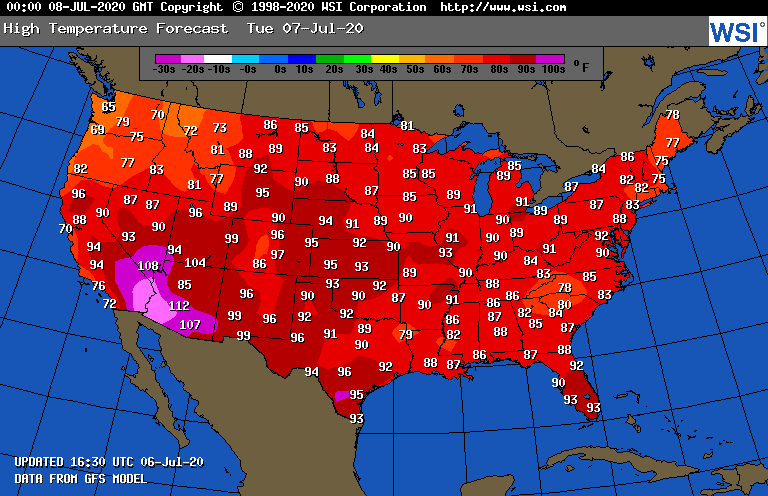 00:00 08-JUL-2020 GMT Copyright © 1998-2020 WSI Corporation http://www.wsi.com
High Temperature Forecast Tue 07-Jul-20
WSI
-30s -20s -10s -0s 0s 10s 20s 30s 40s 50s 60s 70s 80s 90s 100s °F
65 79 70 69 75 72 73 86 85 84 81 78
77 82 83 81 77 81 88 89 83 84 83 77
92 90 88 85 85 89 85 84 86 75
96 87 87 95 87 85 89 87 82 82 75
88 90 96 89 90 94 91 89 90 91 90 91 89 89 87 83 88
70 93 90 99 96 95 92 90 93 91 90 89 91 92 90
94 94 108 94 104 86 97 95 93 89 90 90 84
96 85 93 92 88 83 78 85
76 72 112 96 90 90 87 90 91 86 86 80 84 83
107 99 96 92 92 86 87 82 85 87
99 96 91 89 90 79 82 88
94 96 92 88 87 86 87 88
95 93 92 90 93 93
UPDATED 16:30 UTC 06-Jul-20
DATA FROM GFS MODEL